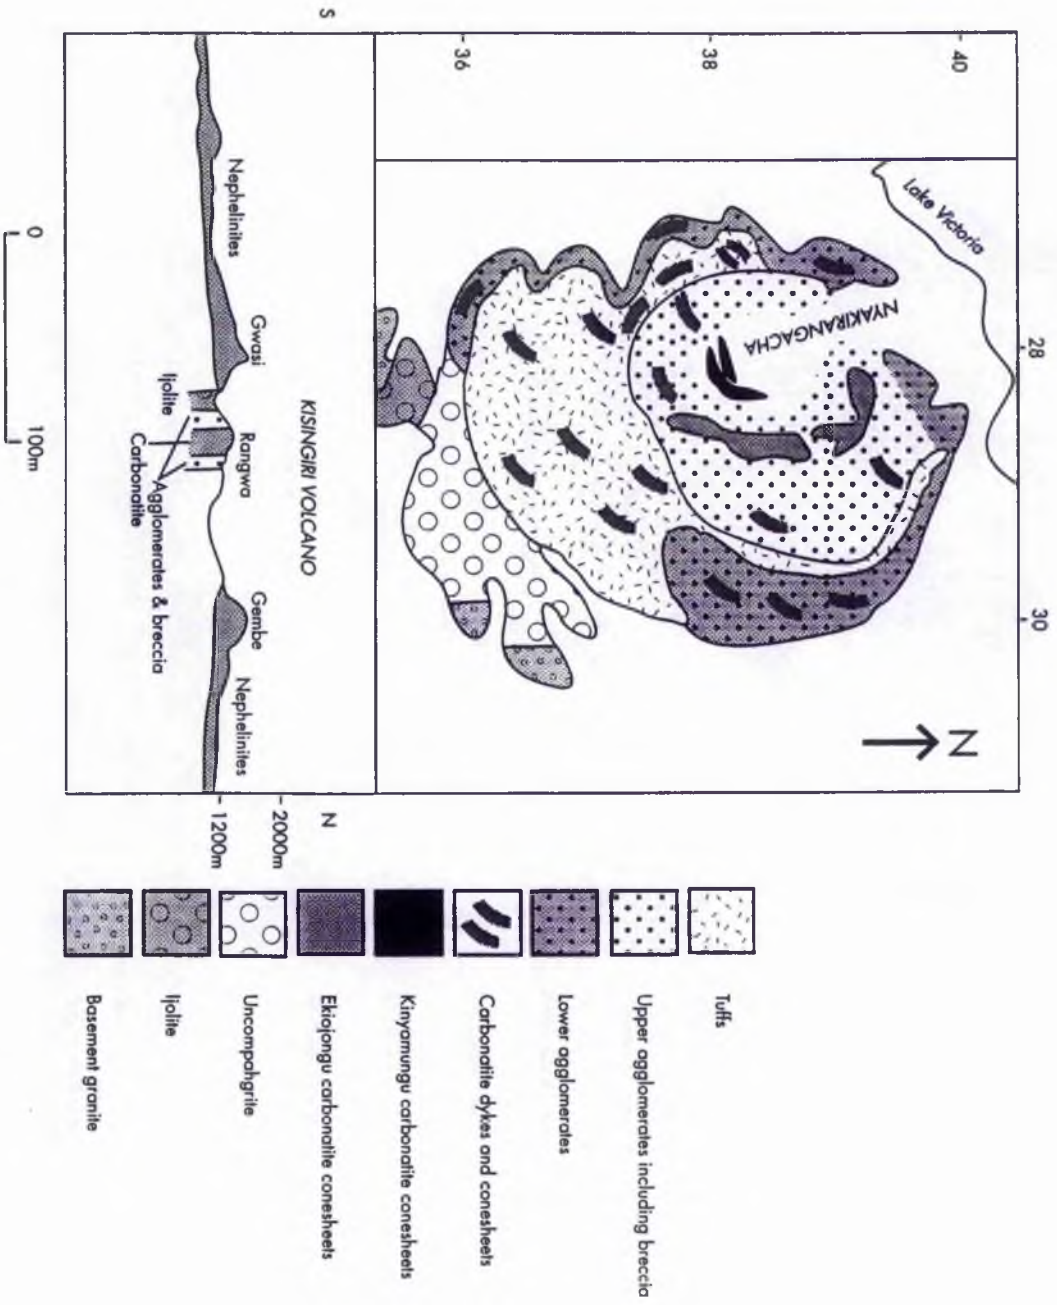 40
38
36
28
30
Lake Victoria
NYAKIRANGACHA
N
KISINGIRI VOLCANO
S
N
2000m
1200m
Nephelinites
Gwasi
Rangwa
Gembe
Nephelinites
Ijolite
Carbonatite
Agglomerates & breccia
0
100m
Tuffs
Upper agglomerates including breccia
Lower agglomerates
Carbonatite dykes and conesheets
Kinyamungu carbonatite conesheets
Ekiojongu carbonatite conesheets
Uncompahgrite
Ijolite
Basement granite